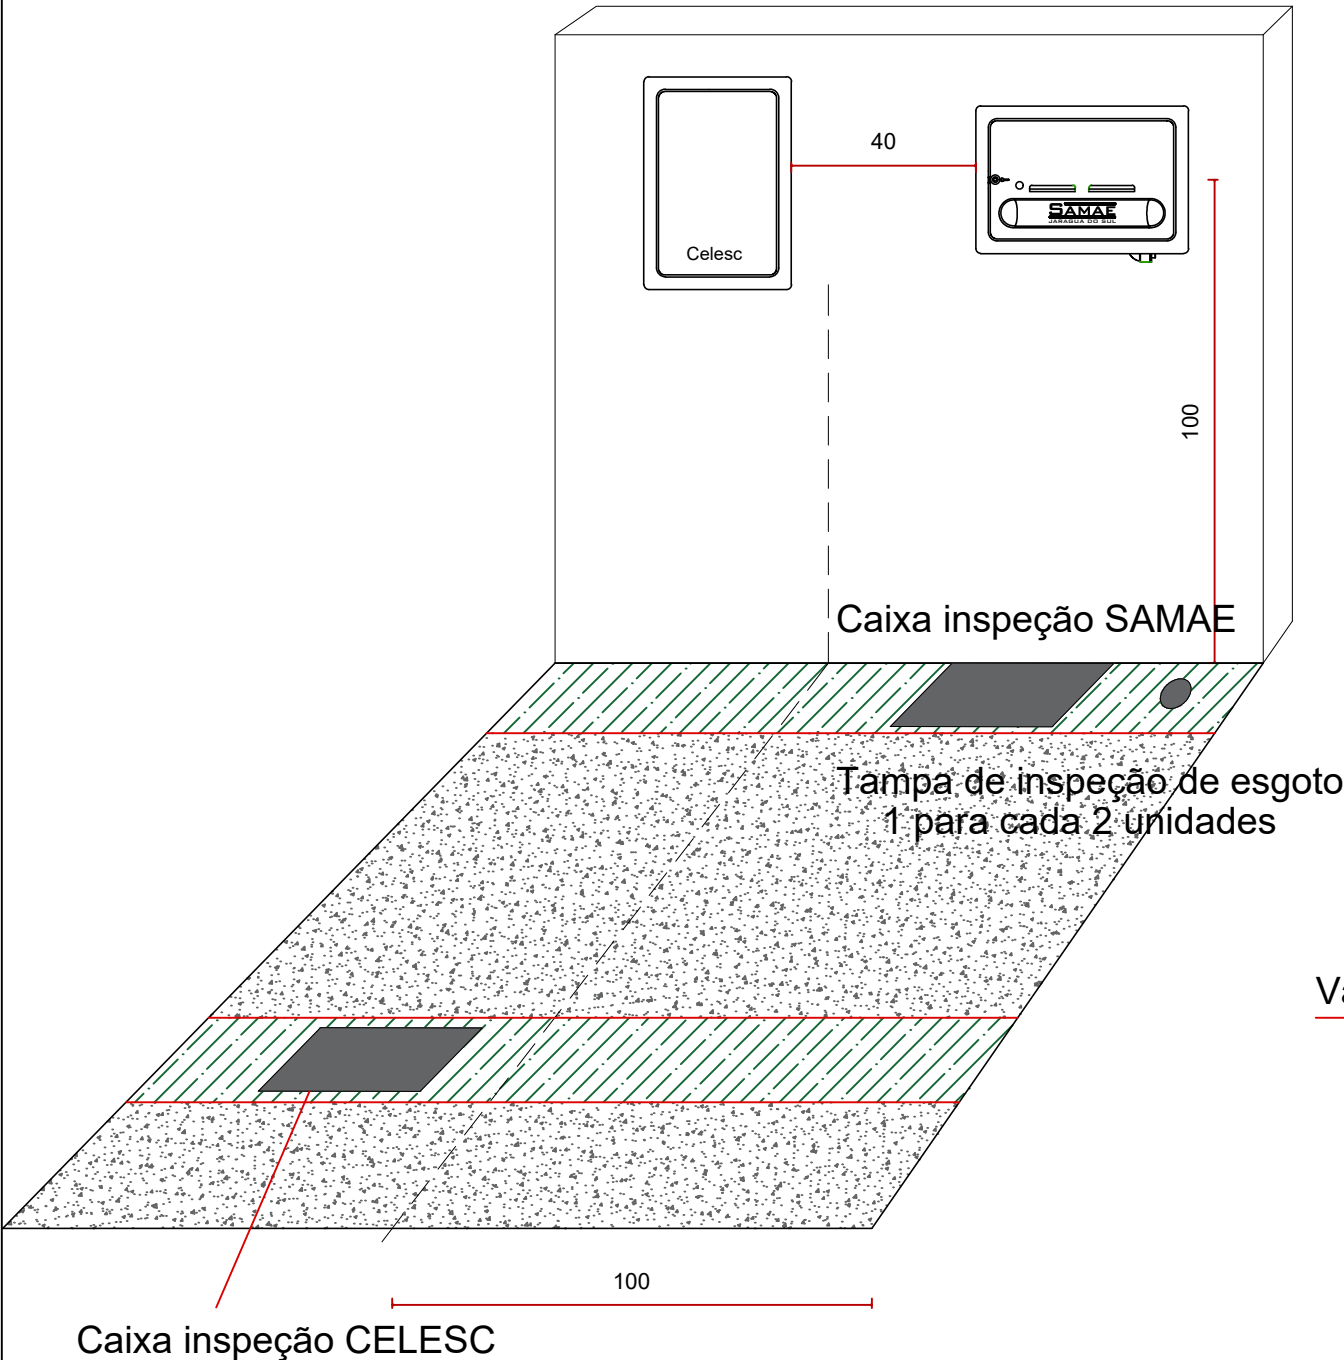 40
SAMAE
JARAGUA DO SUL
Celesc
100
Caixa inspeção SAMAE
Tampa de inspeção de esgoto
1 para cada 2 unidades
100
Caixa inspeção CELESC